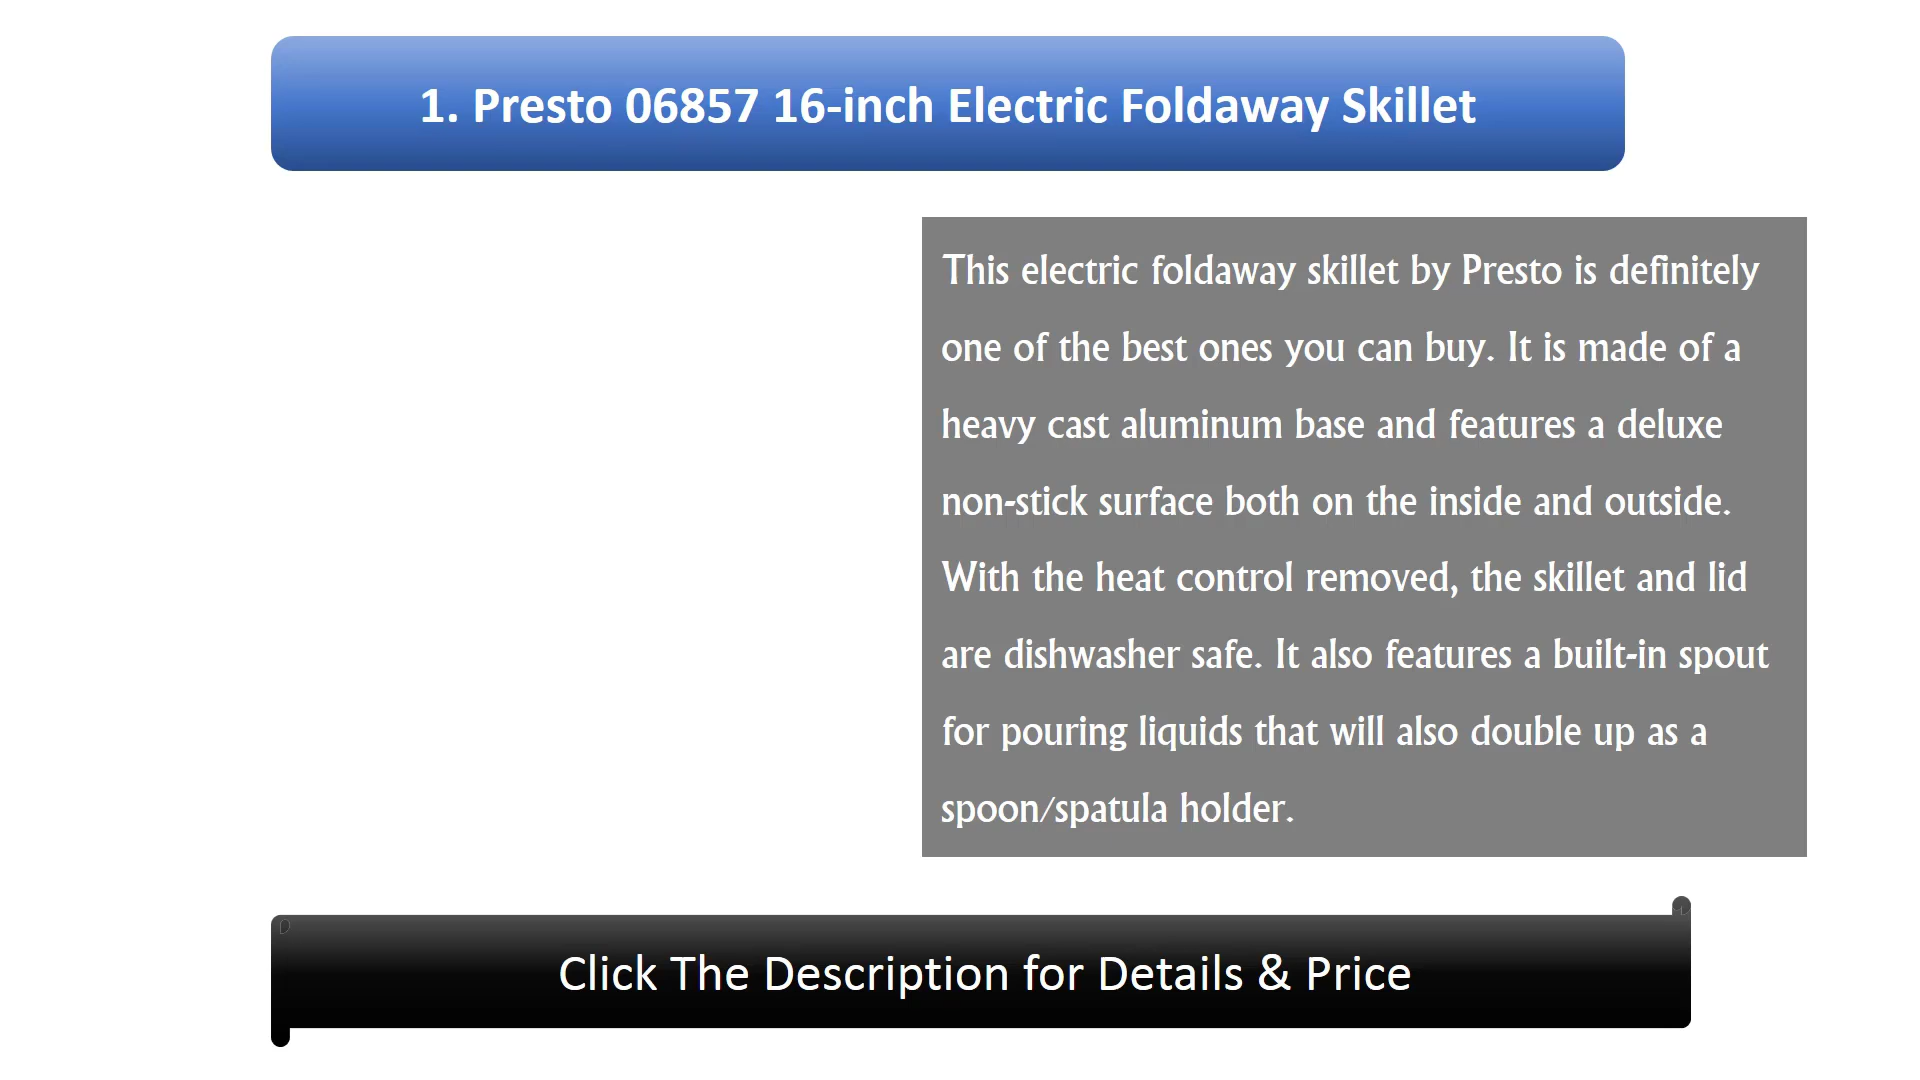 1. Presto 06857 16-inch Electric Foldaway Skillet
This electric foldaway skillet by Presto is definitely
one of the best ones you can buy. It is made of a
heavy cast aluminum base and features a deluxe
non-stick surface both on the inside and outside.
With the heat control removed, the skillet and lid
are dishwasher safe. It also features a built-in spout
for pouring liquids that will also double up as a
spoon/spatula holder.
Click The Description for Details & Price